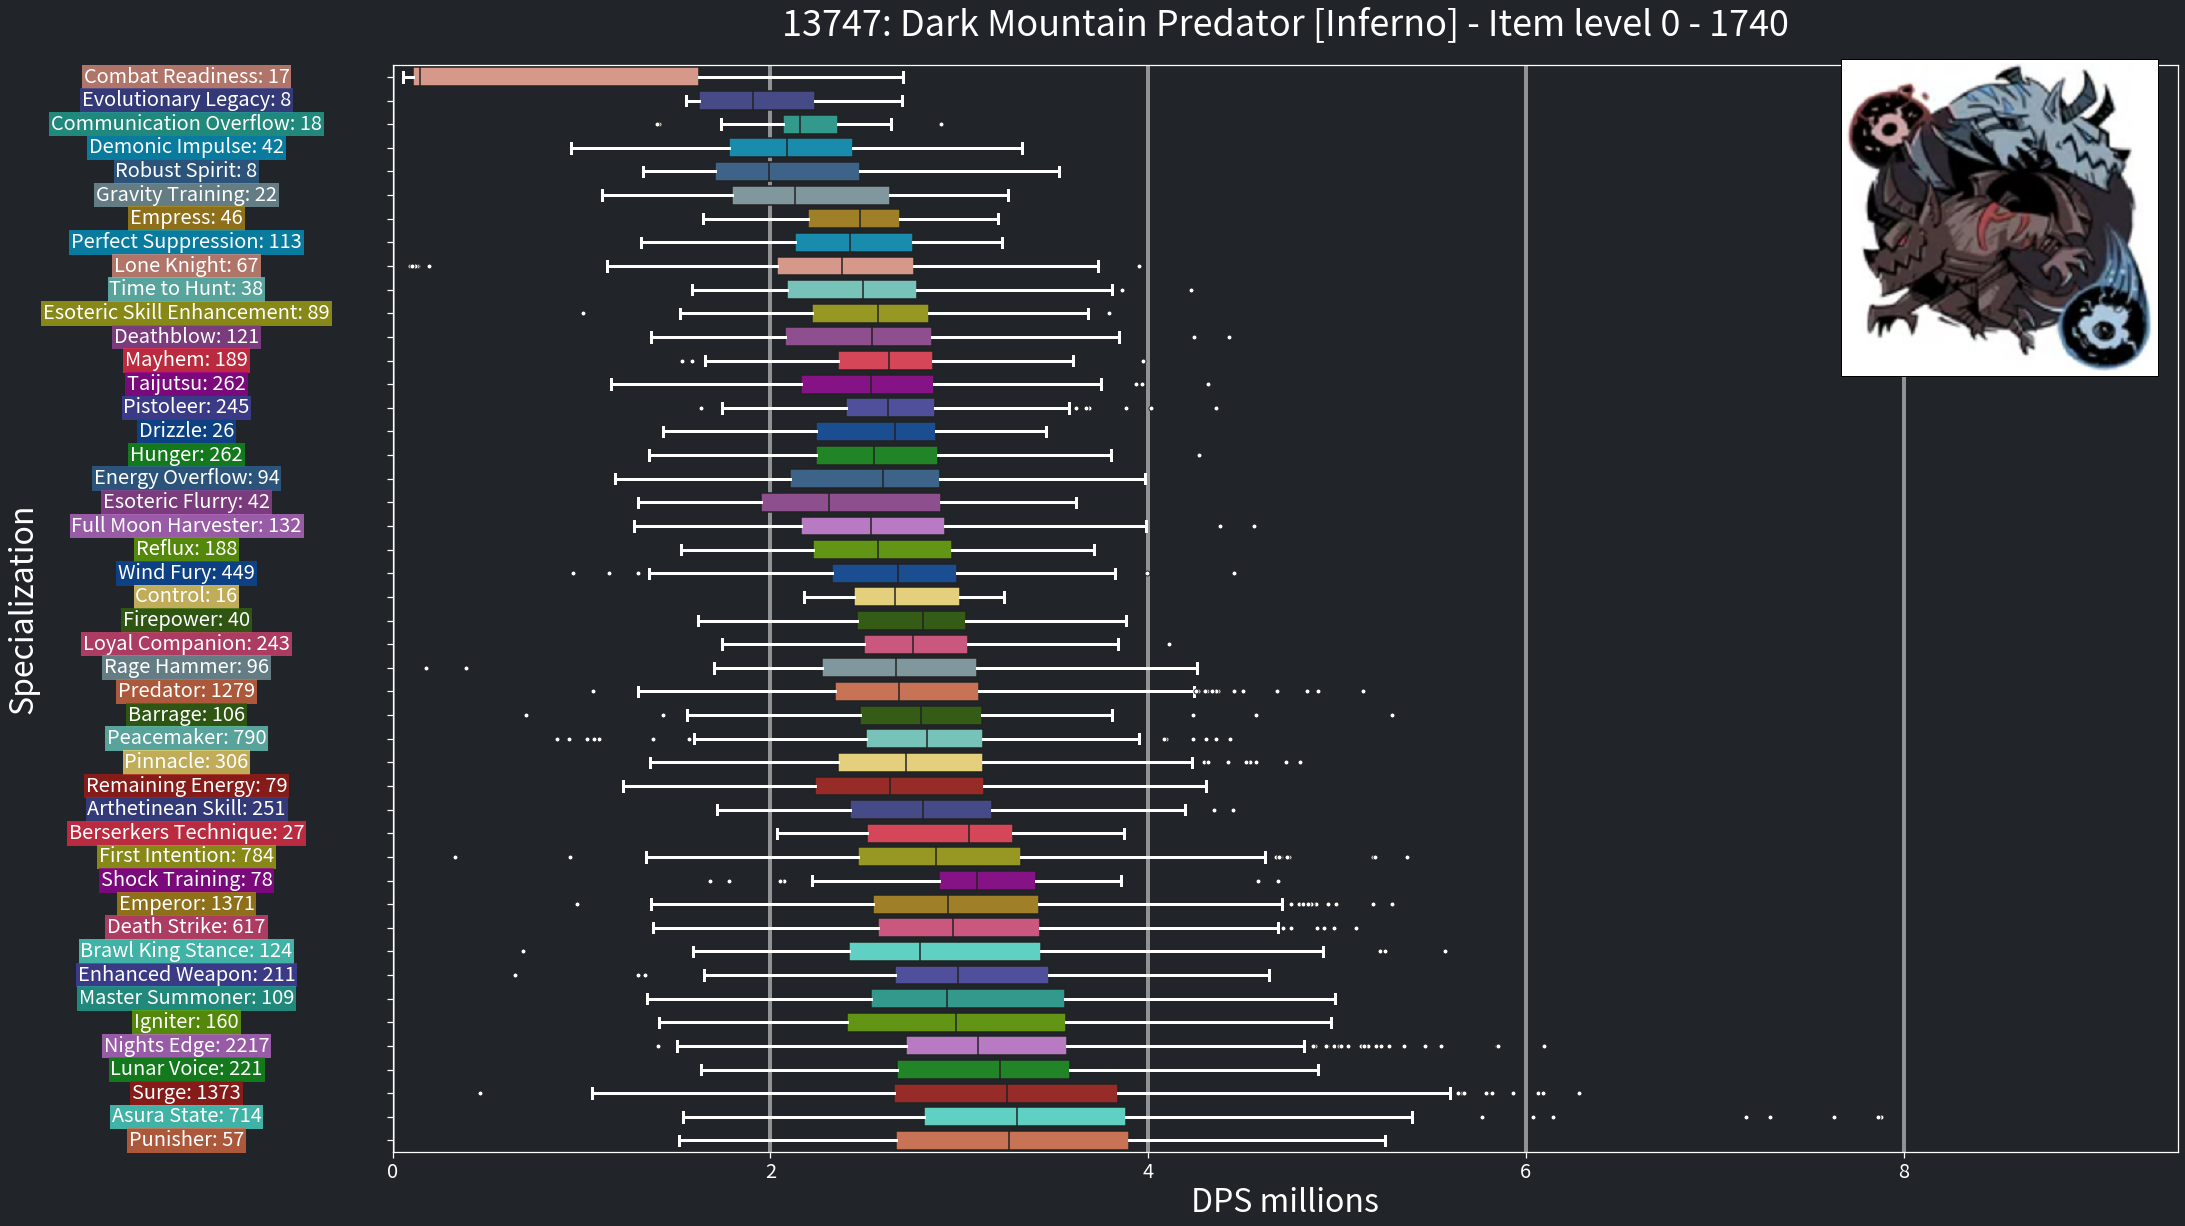 13747: Dark Mountain Predator [Inferno] - Item level 0 - 1740
Specialization
Combat Readiness: 17
Evolutionary Legacy: 8
Communication Overflow: 18
Demonic Impulse: 42
Robust Spirit: 8
Gravity Training: 22
Empress: 46
Perfect Suppression: 113
Lone Knight: 67
Time to Hunt: 38
Esoteric Skill Enhancement: 89
Deathblow: 121
Mayhem: 189
Taijutsu: 262
Pistoleer: 245
Drizzle: 26
Hunger: 262
Energy Overflow: 94
Esoteric Flurry: 42
Full Moon Harvester: 132
Reflux: 188
Wind Fury: 449
Control: 16
Firepower: 40
Loyal Companion: 243
Rage Hammer: 96
Predator: 1279
Barrage: 106
Peacemaker: 790
Pinnacle: 306
Remaining Energy: 79
Arthetinean Skill: 251
Berserkers Technique: 27
First Intention: 784
Shock Training: 78
Emperor: 1371
Death Strike: 617
Brawl King Stance: 124
Enhanced Weapon: 211
Master Summoner: 109
Igniter: 160
Nights Edge: 2217
Lunar Voice: 221
Surge: 1373
Asura State: 714
Punisher: 57
0 2 4 6 8
DPS millions